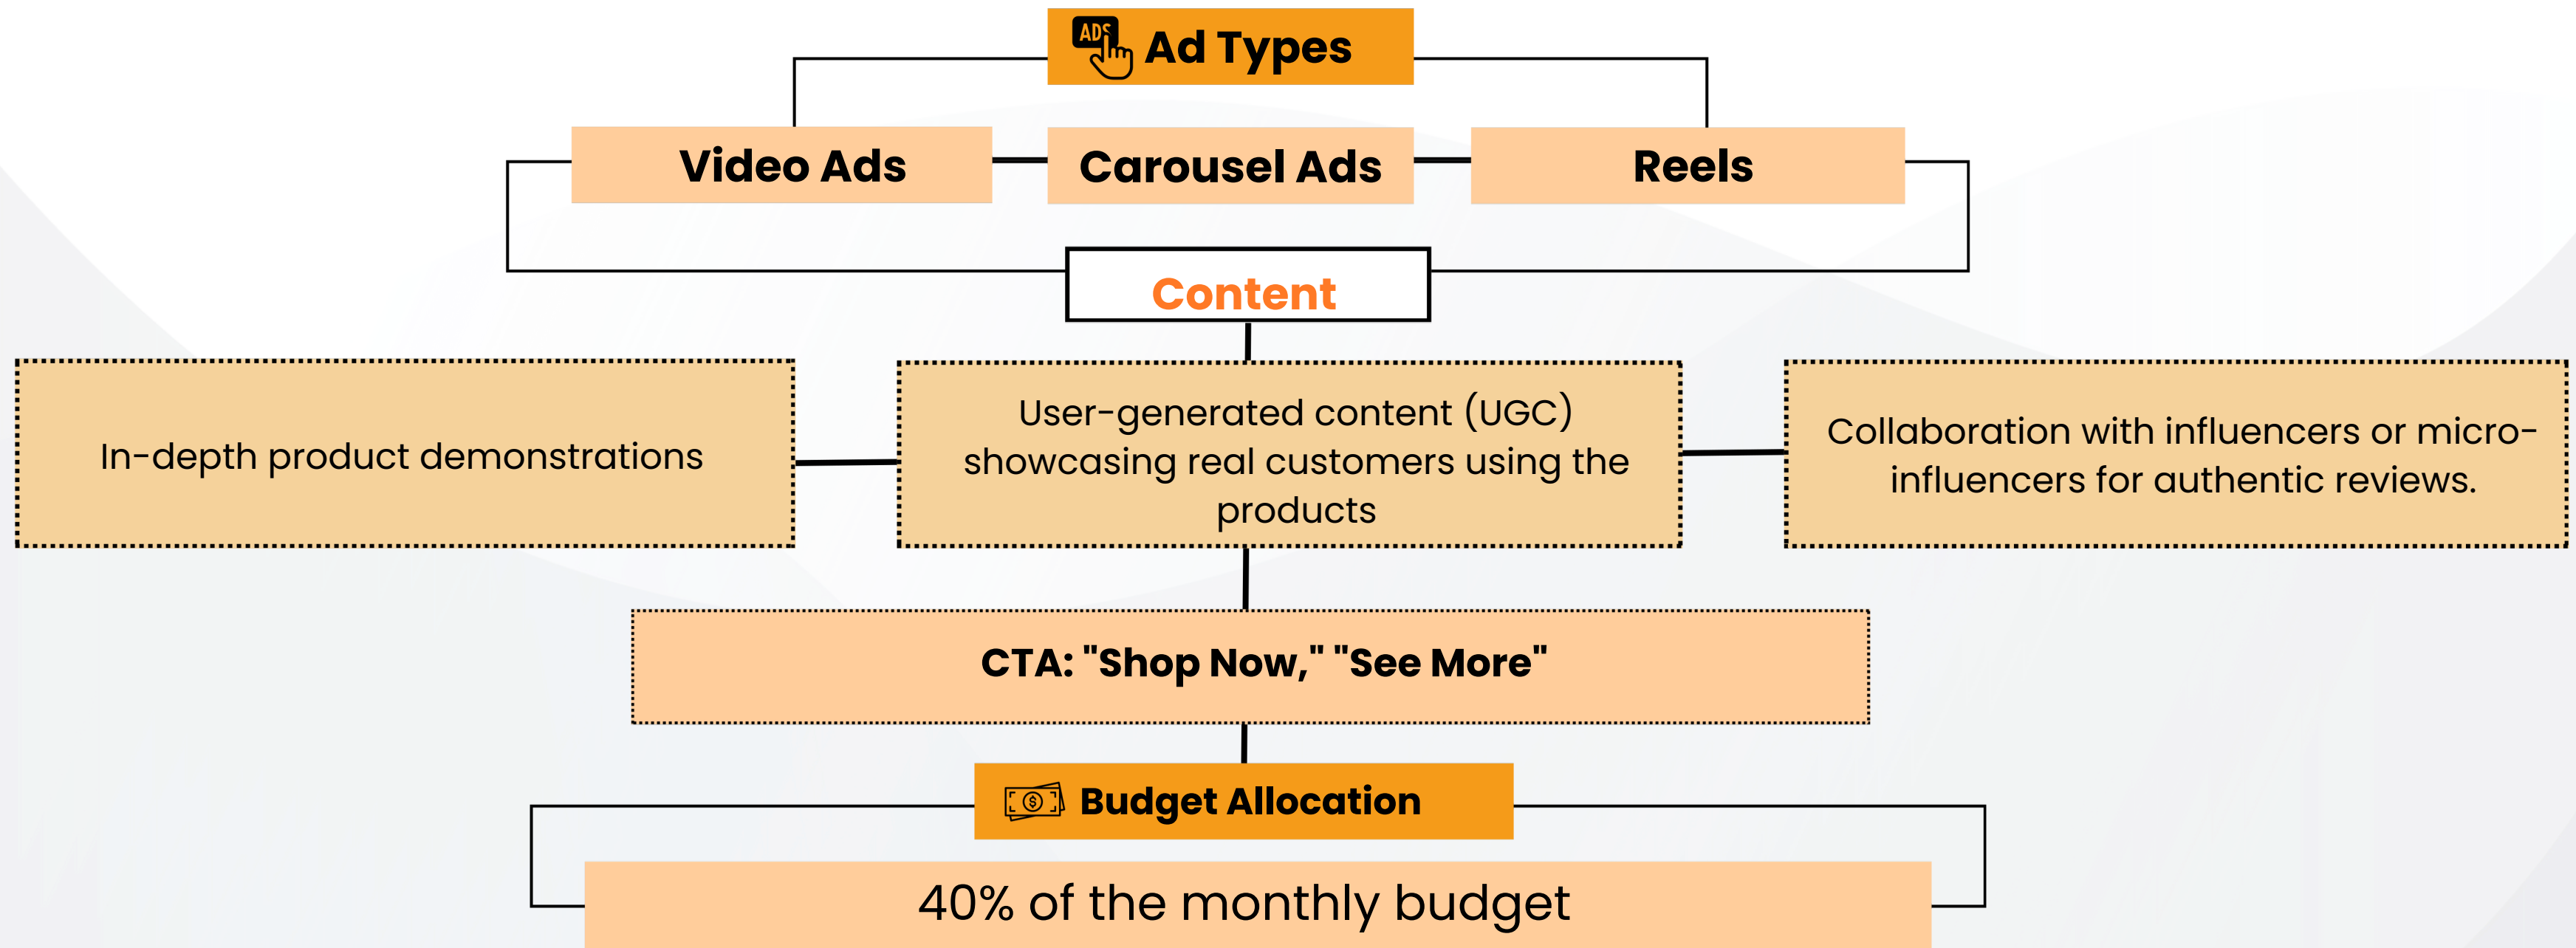 ADS
Ad Types
Video Ads
Carousel Ads
Reels
Content
In-depth product demonstrations
User-generated content (UGC)
showcasing real customers using the
products
Collaboration with influencers or micro-
influencers for authentic reviews.
CTA: "Shop Now," "See More"
$
Budget Allocation
40% of the monthly budget